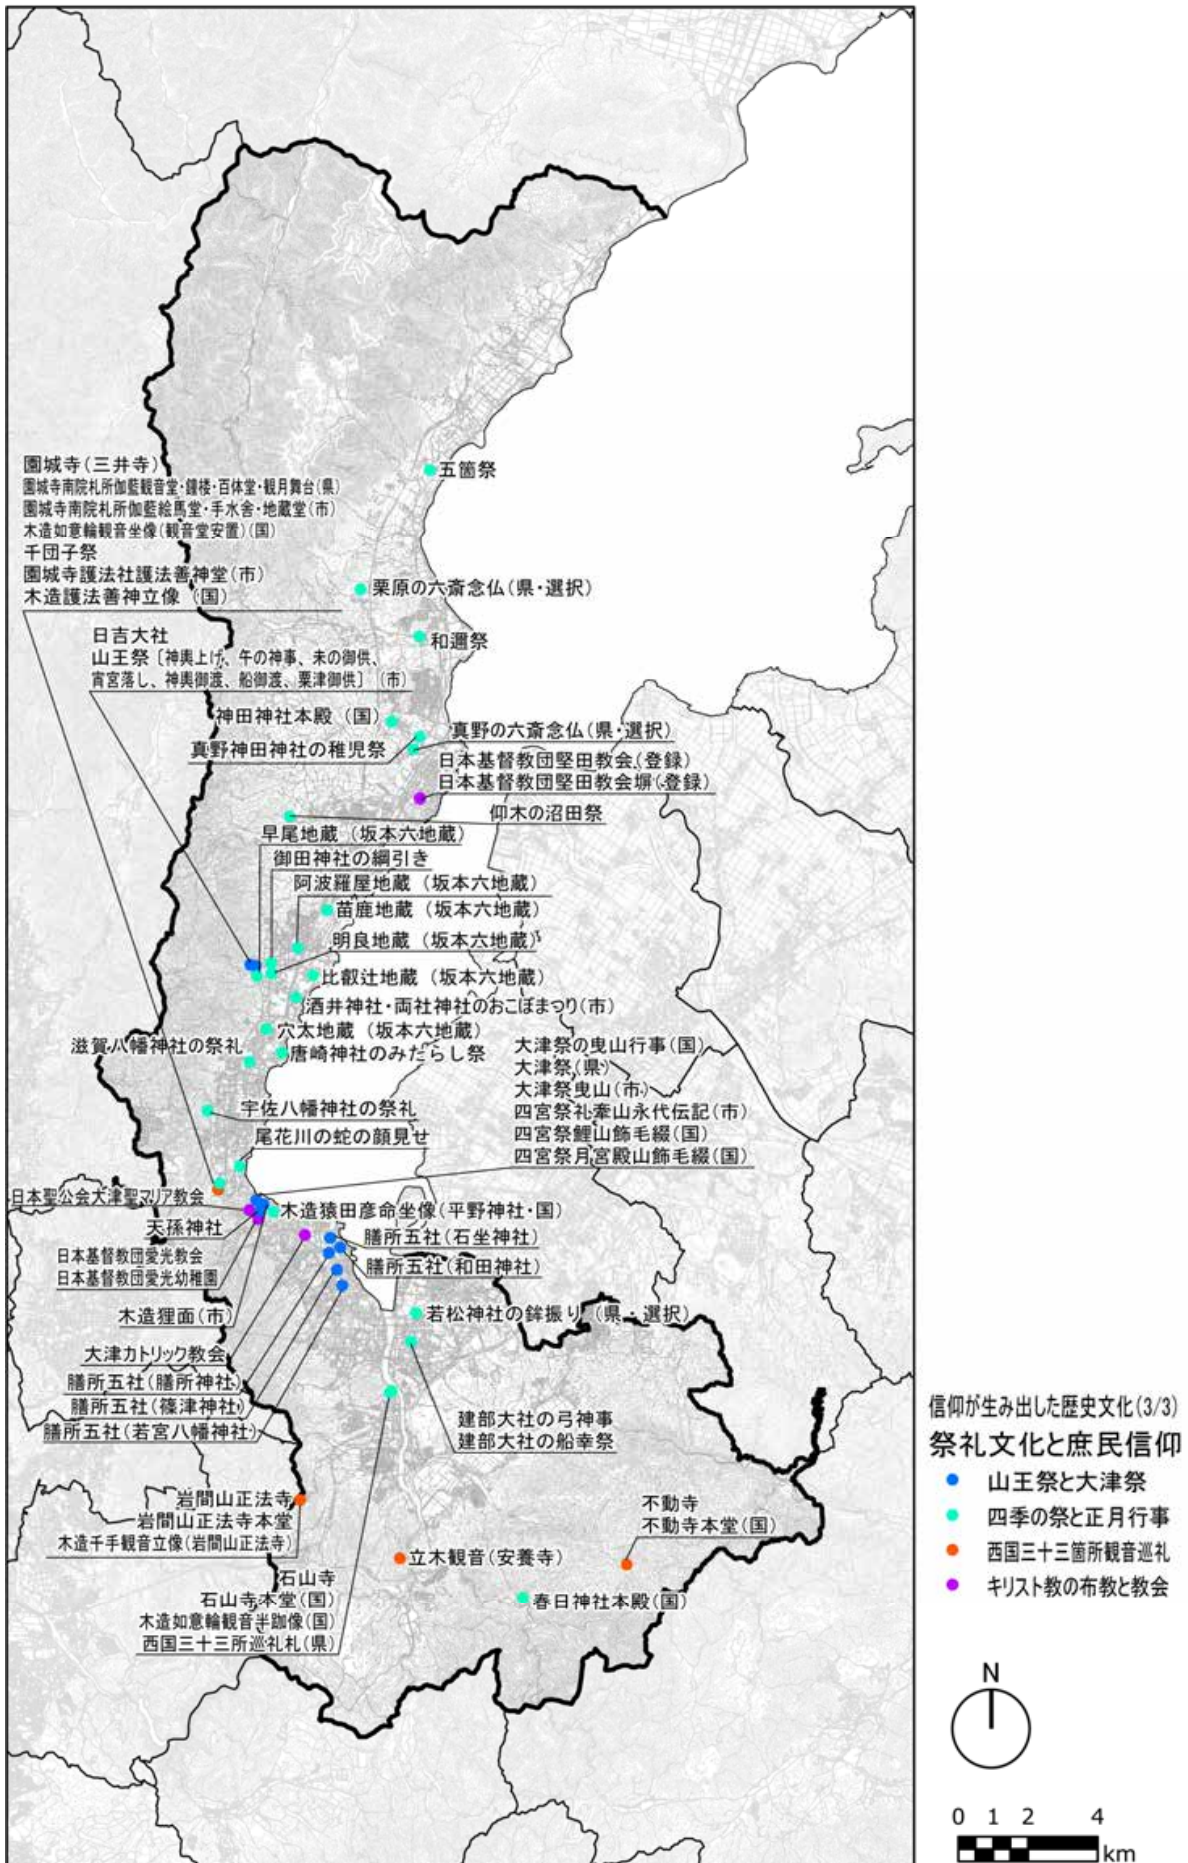 園城寺(三井寺)
園城寺南院札所伽藍観音堂・鐘楼・百体堂・観月舞台(県)
園城寺南院札所伽藍絵馬堂・手水舎・地蔵堂(市)
木造如意輪観音坐像(観音堂安置)(国)
千団子祭
園城寺護法社護法善神堂(市)
木造護法善神立像(国)
五箇祭
栗原の六斎念仏(県・選択)
和邇祭
日吉大社
山王祭〔神輿上げ、午の神事、未の御供、
宵宮落し、神輿御渡、船御渡、粟津御供〕(市)
神田神社本殿(国)
真野の六斎念仏(県・選択)
真野神田神社の稚児祭
日本基督教団堅田教会(登録)
日本基督教団堅田教会塀(登録)
仰木の沼田祭
早尾地蔵(坂本六地蔵)
御田神社の綱引き
阿波羅屋地蔵(坂本六地蔵)
苗鹿地蔵(坂本六地蔵)
明良地蔵(坂本六地蔵)
比叡辻地蔵(坂本六地蔵)
酒井神社・両社神社のおこぼまつり(市)
穴太地蔵(坂本六地蔵)
滋賀八幡神社の祭礼
唐崎神社のみだらし祭
大津祭の曳山行事(国)
大津祭(県)
大津祭曳山(市)
四宮祭礼牽山永代伝記(市)
四宮祭鯉山飾毛綴(国)
四宮祭月宮殿山飾毛綴(国)
宇佐八幡神社の祭礼
尾花川の蛇の顔見せ
日本聖公会大津聖マリア教会
木造猿田彦命坐像(平野神社・国)
天孫神社
膳所五社(石坐神社)
日本基督教団愛光教会
日本基督教団愛光幼稚園
膳所五社(和田神社)
木造狸面(市)
若松神社の鉾振り(県・選択)
大津カトリック教会
膳所五社(膳所神社)
膳所五社(篠津神社)
膳所五社(若宮八幡神社)
建部大社の弓神事
建部大社の船幸祭
岩間山正法寺
岩間山正法寺本堂
木造千手観音立像(岩間山正法寺)
不動寺
不動寺本堂(国)
立木観音(安養寺)
石山寺
石山寺本堂(国)
木造如意輪観音半跏像(国)
西国三十三所巡礼札(県)
春日神社本殿(国)
信仰が生み出した歴史文化(3/3)
祭礼文化と庶民信仰
山王祭と大津祭
四季の祭と正月行事
西国三十三箇所観音巡礼
キリスト教の布教と教会
N
0 1 2 4
km